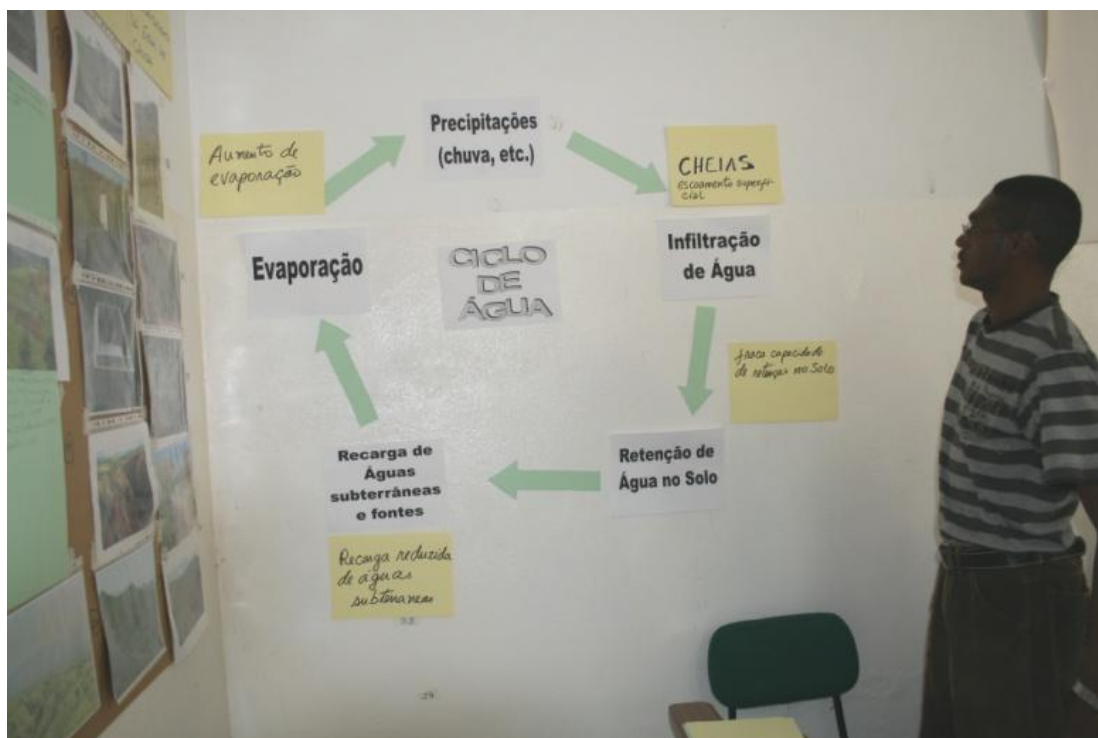 Precipitações
(chuva, etc.)
Aumento de
evaporação
CHEIAS
escoamento superfi-
cial
Infiltração
de Água
Evaporação
CICLO
DE
ÁGUA
fraca capacidade
de retenção no Solo
Retenção de
Água no Solo
Recarga de
Águas
subterrâneas
e fontes
Recarga reduzida
de águas
subterraneas